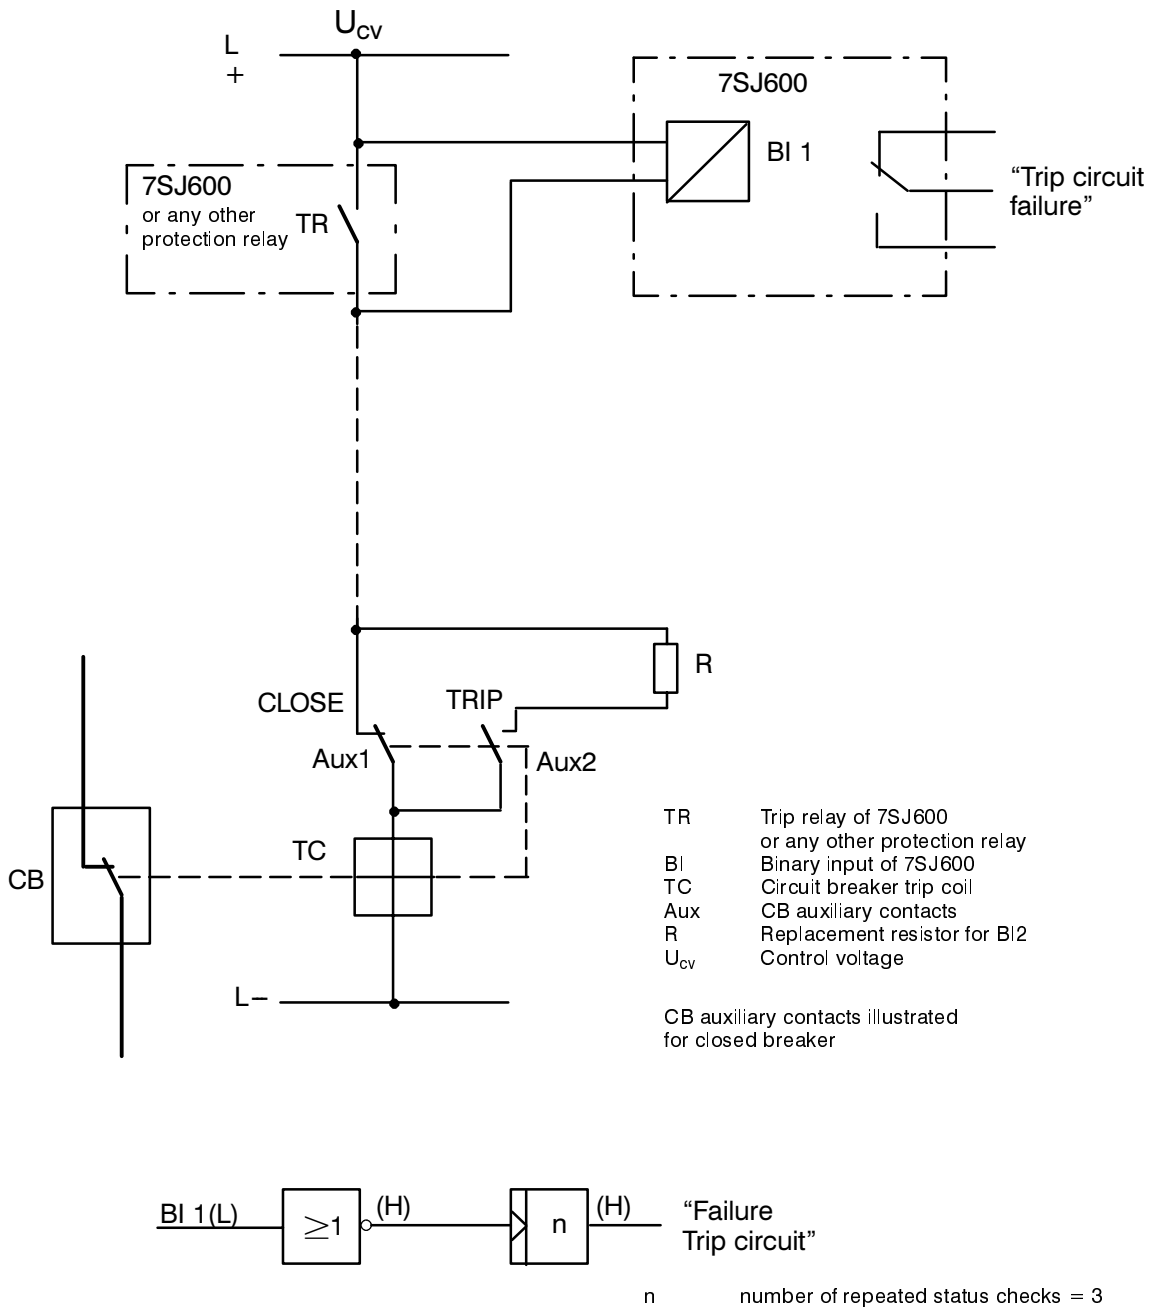 U_CV
L
+
7SJ600
BI 1
"Trip circuit
failure"
7SJ600
or any other
protection relay
TR
R
CLOSE
TRIP
Aux1
Aux2
TC
CB
L−
TR Trip relay of 7SJ600
or any other protection relay
BI Binary input of 7SJ600
TC Circuit breaker trip coil
Aux CB auxiliary contacts
R Replacement resistor for BI2
U_cv Control voltage
CB auxiliary contacts illustrated
for closed breaker
BI 1(L)
≥1
(H)
n
(H)
"Failure
Trip circuit"
n number of repeated status checks = 3